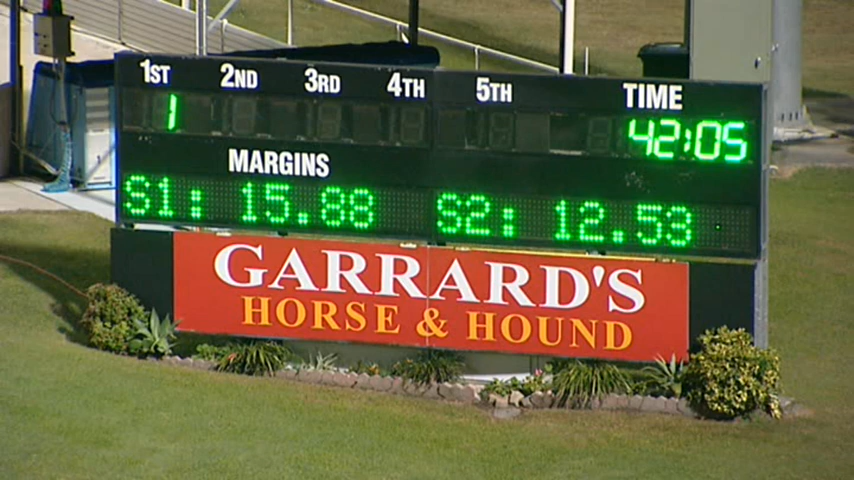 1ST 2ND 3RD 4TH 5TH TIME
1 42:05
MARGINS
S1: 15.88 S2: 12.53
GARRARD'S
HORSE & HOUND